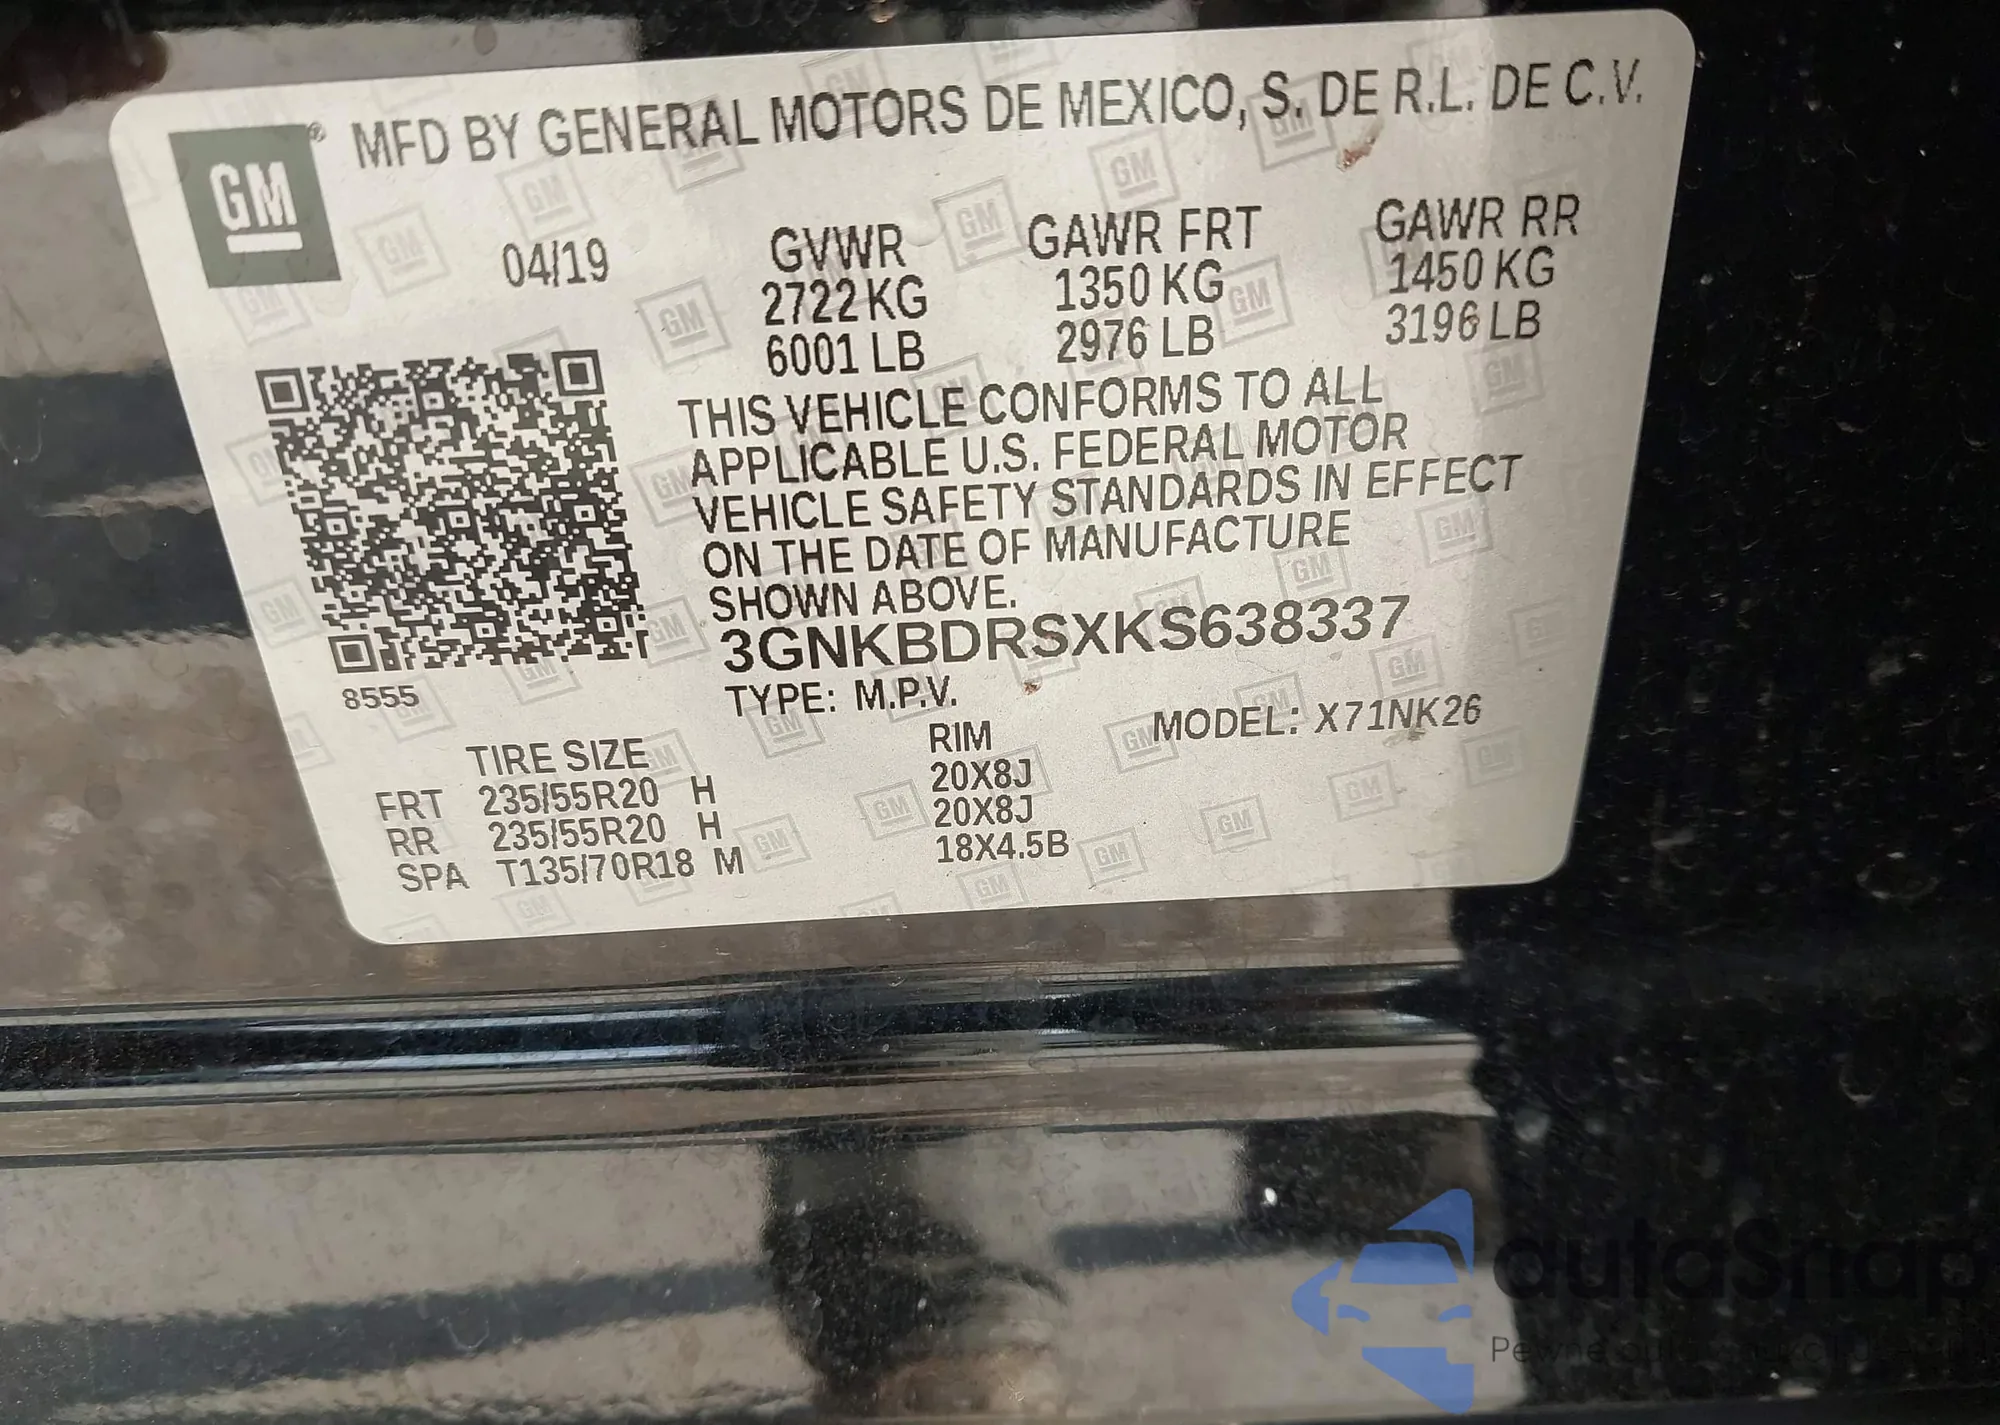 GM® MFD BY GENERAL MOTORS DE MEXICO, S. DE R.L. DE C.V.
04/19 GVWR GAWR FRT GAWR RR
2722 KG 1350 KG 1450 KG
6001 LB 2976 LB 3196 LB
THIS VEHICLE CONFORMS TO ALL
APPLICABLE U.S. FEDERAL MOTOR
VEHICLE SAFETY STANDARDS IN EFFECT
ON THE DATE OF MANUFACTURE
SHOWN ABOVE.
3GNKBDRSXKS638337
8555
TYPE: M.P.V. MODEL: X71NK26
TIRE SIZE RIM
FRT 235/55R20 H 20X8J
RR 235/55R20 H 20X8J
SPA T135/70R18 M 18X4.5B
autaSnap
Pewne